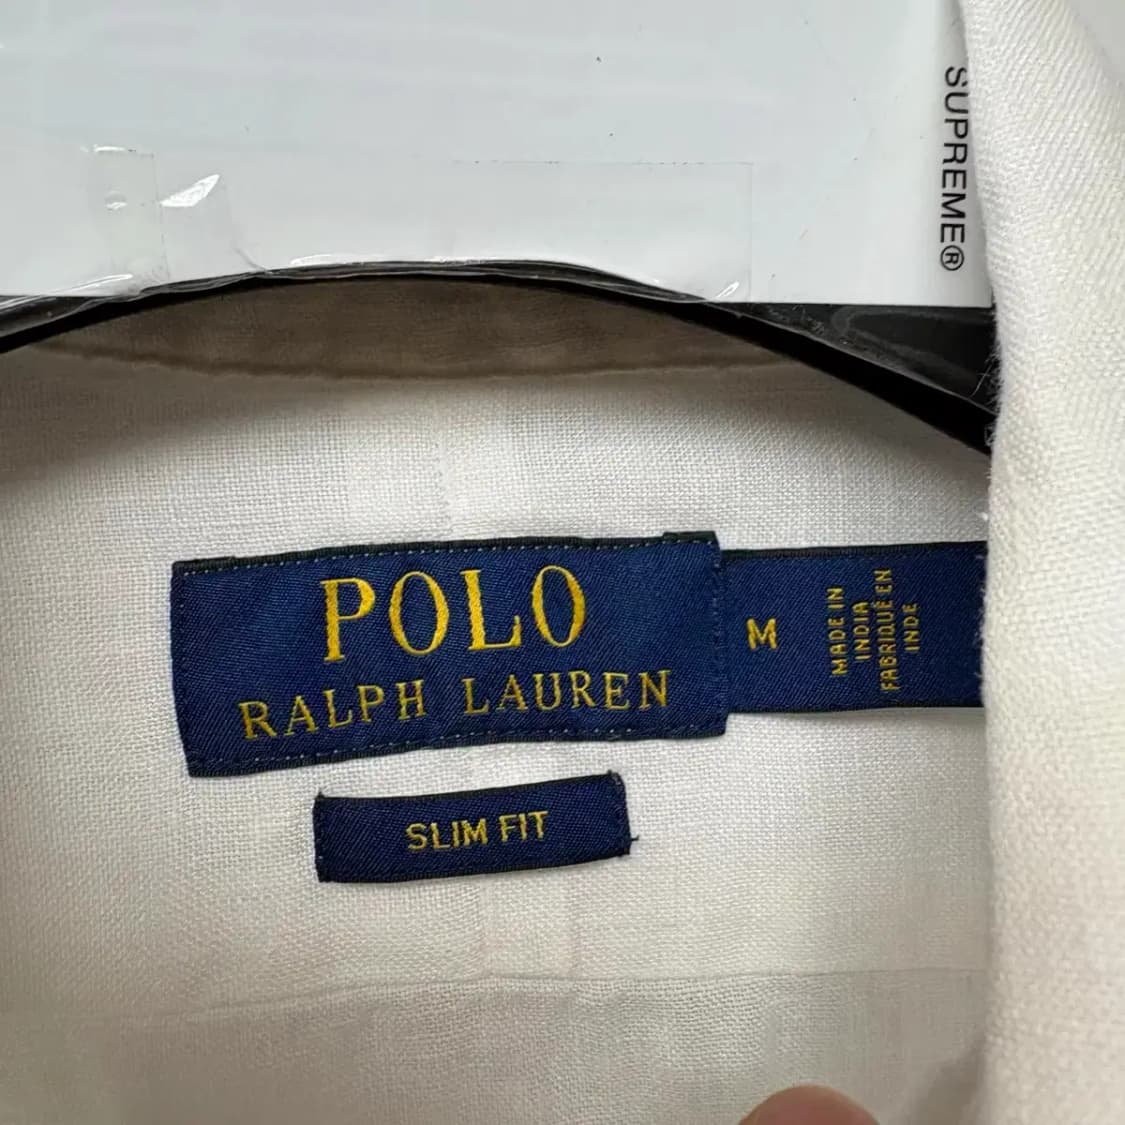 SUPREME®
POLO
RALPH LAUREN
M
MADE IN
INDIA
FABRIQUÉ EN
INDE
SLIM FIT